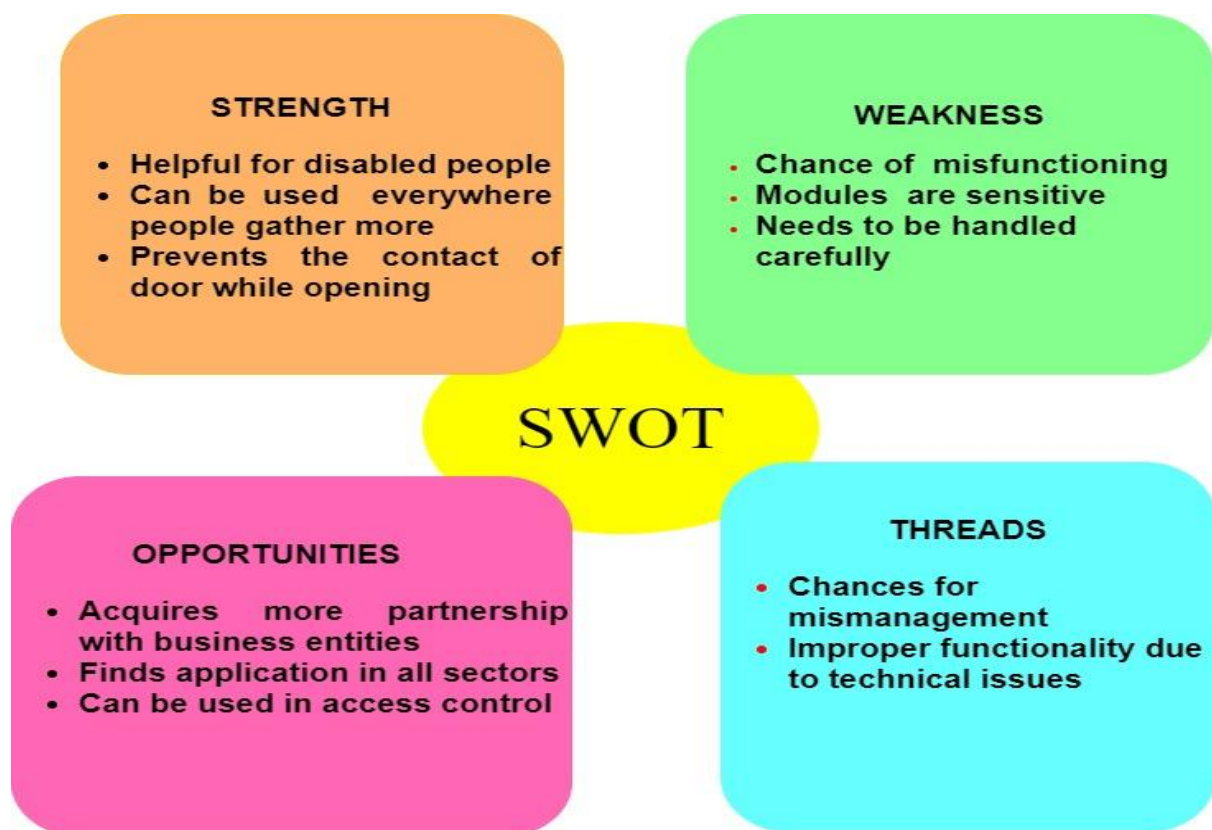 STRENGTH
• Helpful for disabled people
• Can be used everywhere
people gather more
• Prevents the contact of
door while opening
WEAKNESS
• Chance of misfunctioning
• Modules are sensitive
• Needs to be handled
carefully
SWOT
OPPORTUNITIES
• Acquires more partnership
with business entities
• Finds application in all sectors
• Can be used in access control
THREADS
• Chances for
mismanagement
• Improper functionality due
to technical issues